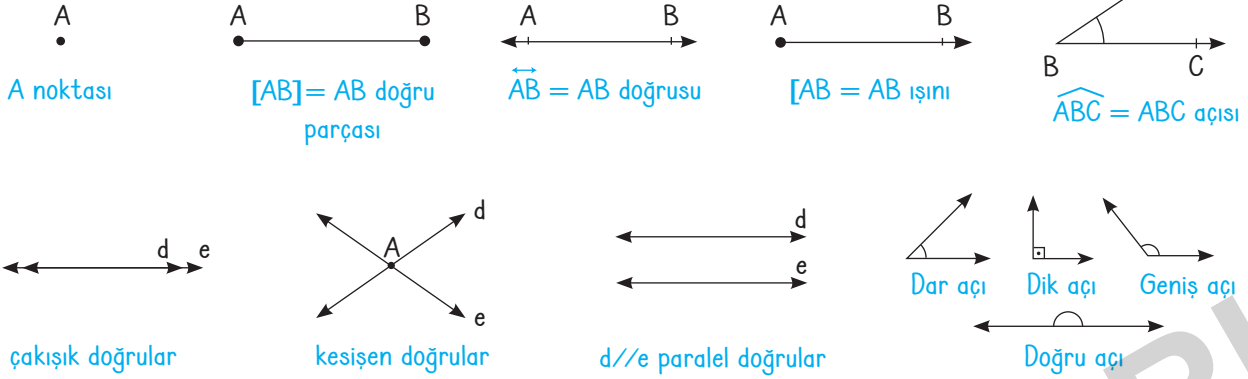 A
A noktası
A B
[AB] = AB doğru
parçası
A B
AB = AB doğrusu
A B
[AB = AB ışını
B C
ABC = ABC açısı
d e
çakışık doğrular
A
d
e
kesişen doğrular
d
e
d//e paralel doğrular
Dar açı
Dik açı
Geniş açı
Doğru açı